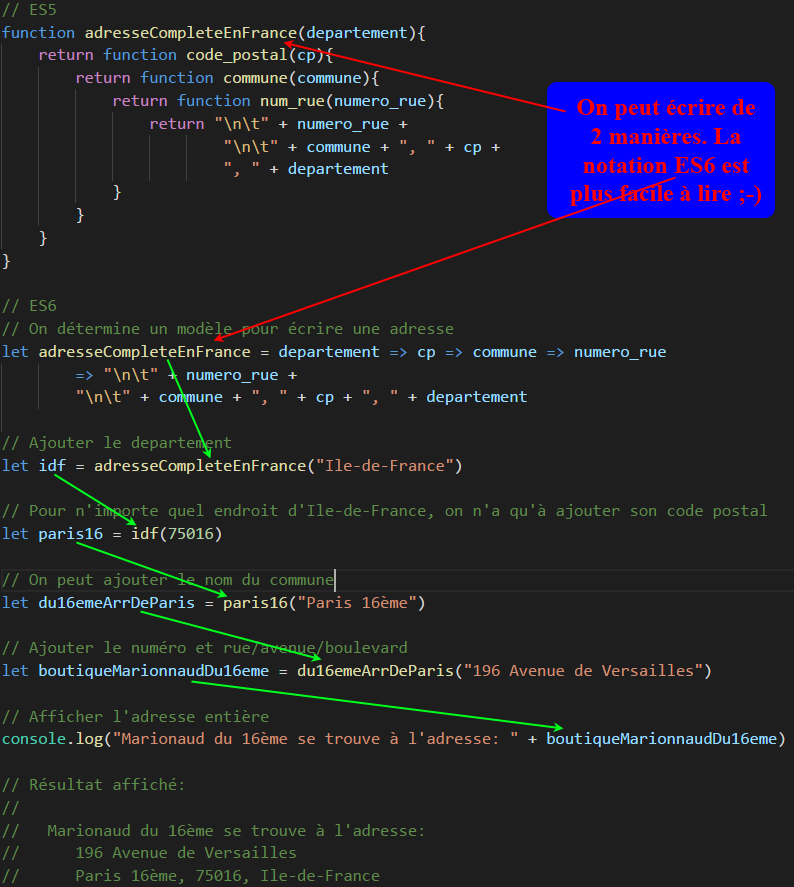 // ES5
function adresseCompleteEnFrance(departement){
return function code_postal(cp){
return function commune(commune){
return function num_rue(numero_rue){
return "\n\t" + numero_rue +
"\n\t" + commune + ", " + cp +
", " + departement
}
}
}
}
On peut écrire de
2 manières. La
notation ES6 est
plus facile à lire ;-)
// ES6
// On détermine un modèle pour écrire une adresse
let adresseCompleteEnFrance = departement => cp => commune => numero_rue
=> "\n\t" + numero_rue +
"\n\t" + commune + ", " + cp + ", " + departement
// Ajouter le departement
let idf = adresseCompleteEnFrance("Ile-de-France")
// Pour n'importe quel endroit d'Ile-de-France, on n'a qu'à ajouter son code postal
let paris16 = idf(75016)
// On peut ajouter le nom du commune
let du16emeArrDeParis = paris16("Paris 16ème")
// Ajouter le numéro et rue/avenue/boulevard
let boutiqueMarionnaudDu16eme = du16emeArrDeParis("196 Avenue de Versailles")
// Afficher l'adresse entière
console.log("Marionaud du 16ème se trouve à l'adresse: " + boutiqueMarionnaudDu16eme)
// Résultat affiché:
//
// Marionaud du 16ème se trouve à l'adresse:
// 196 Avenue de Versailles
// Paris 16ème, 75016, Ile-de-France